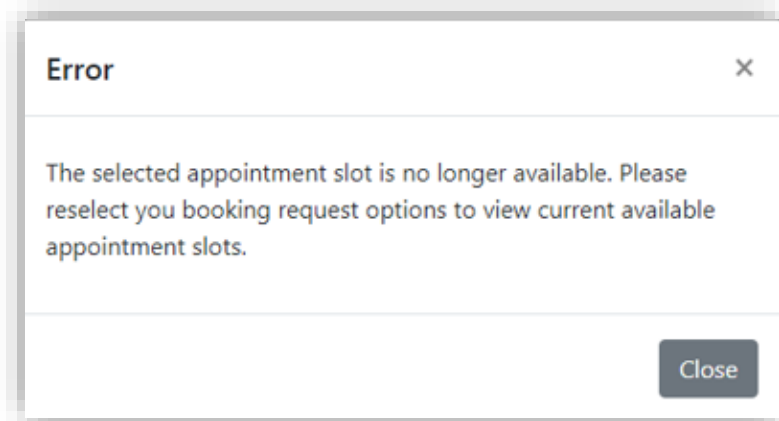 Error
×
The selected appointment slot is no longer available. Please
reselect you booking request options to view current available
appointment slots.
Close